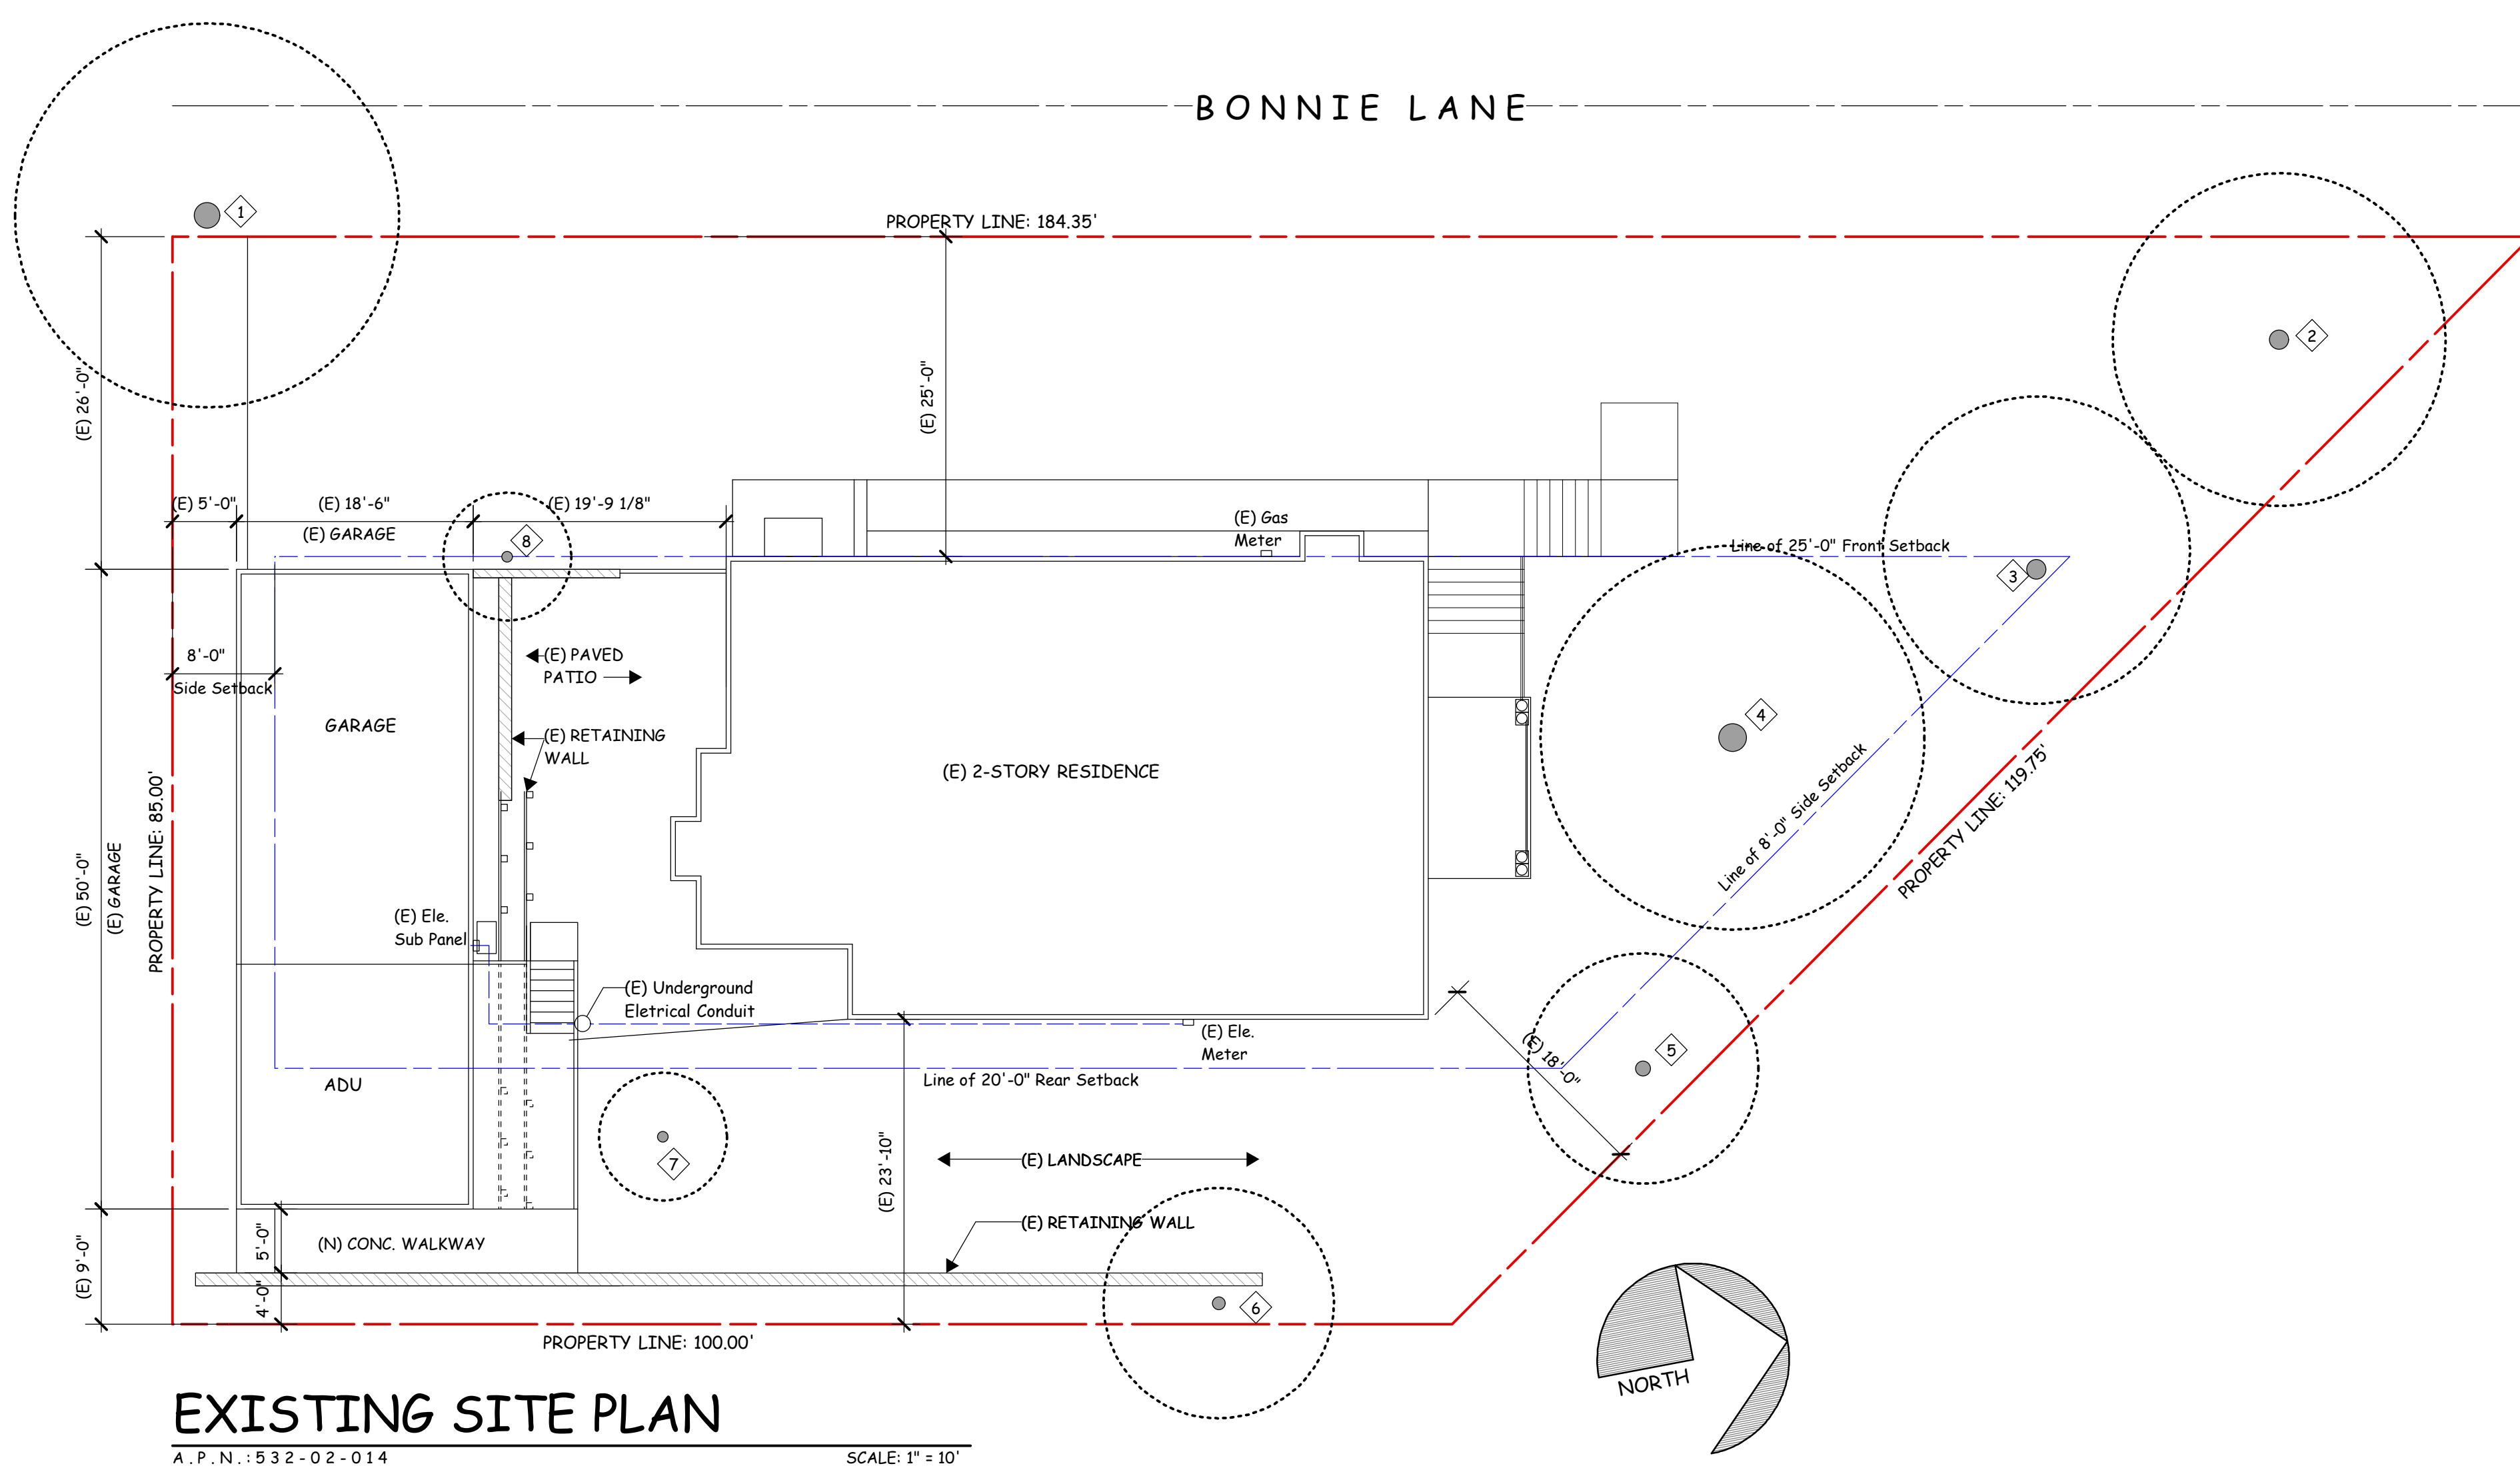 BONNIE LANE
1
PROPERTY LINE: 184.35'
2
(E) 26'-0"
(E) 25'-0"
(E) 5'-0"
(E) 18'-6"
(E) 19'-9 1/8"
(E) GARAGE
8
(E) Gas
Meter
Line of 25'-0" Front Setback
3
8'-0"
Side Setback
(E) PAVED
PATIO
GARAGE
(E) RETAINING
WALL
4
(E) 2-STORY RESIDENCE
PROPERTY LINE: 85.00'
(E) 50'-0"
(E) GARAGE
Line of 8'-0" Side Setback
PROPERTY LINE: 119.75'
(E) Ele.
Sub Panel
(E) Underground
Eletrical Conduit
(E) Ele.
Meter
(E) 18'-0"
5
Line of 20'-0" Rear Setback
ADU
7
(E) 23'-10"
(E) LANDSCAPE
(E) RETAINING WALL
(E) 9'-0"
5'-0"
(N) CONC. WALKWAY
4'-0"
6
PROPERTY LINE: 100.00'
NORTH
EXISTING SITE PLAN
A.P.N.:532-02-014
SCALE: 1" = 10'